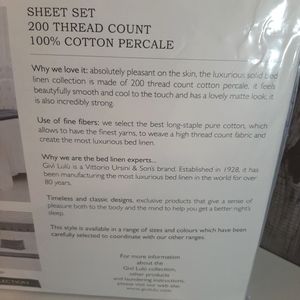 SHEET SET
200 THREAD COUNT
100% COTTON PERCALE
Why we love it: absolutely pleasant on the skin, the luxurious solid bed
linen collection is made of 200 thread count cotton percale. it feels
beautyfully smooth and cool to the touch and has a lovely matte look. it
is also incredibly strong.
Use of fine fibers: we select the best long-staple pure cotton, which
allows to have the finest yarns, to weave a high thread count fabric and
create the most luxurious bed linen.
Why we are the bed linen experts...
Givi Lulù is a Vittorio Ursini & Son's brand. Established in 1928, it has
been manufacturing the most luxurious bed linen in the world for over
80 years.
Timeless and classic designs, exclusive products that give a sense of
pleasure both to the body and the mind to help you get a better-night's
sleep.
This style is available in a range of sizes and colours which have been
carefully selected to coordinate with our other ranges.
For more information
about the
Givi Lulù collection,
other products
and laundering instructions,
please visit our web site